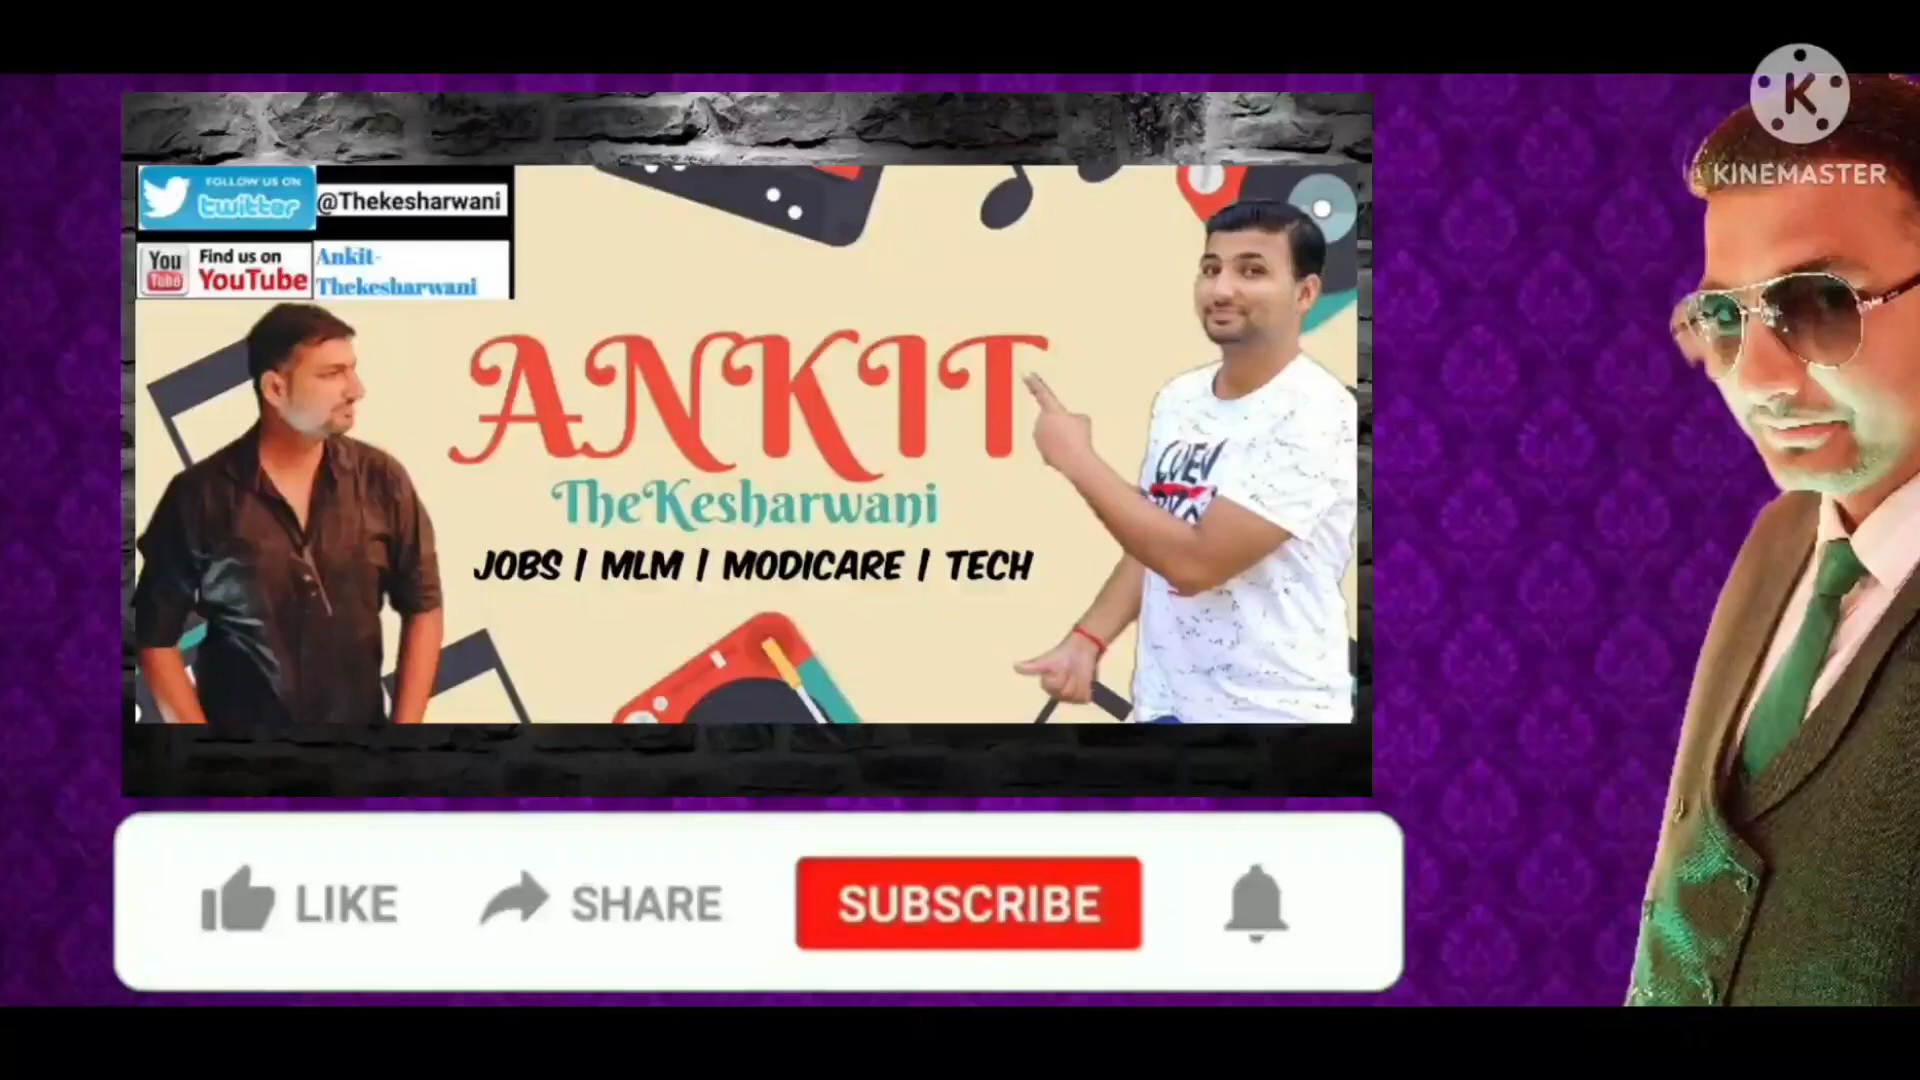 KINEMASTER
FOLLOW US ON
twitter
@Thekesharwani
You
Tube
Find us on
YouTube
Ankit-
Thekesharwani
ANKIT
TheKesharwani
JOBS | MLM | MODICARE | TECH
LIKE
SHARE
SUBSCRIBE